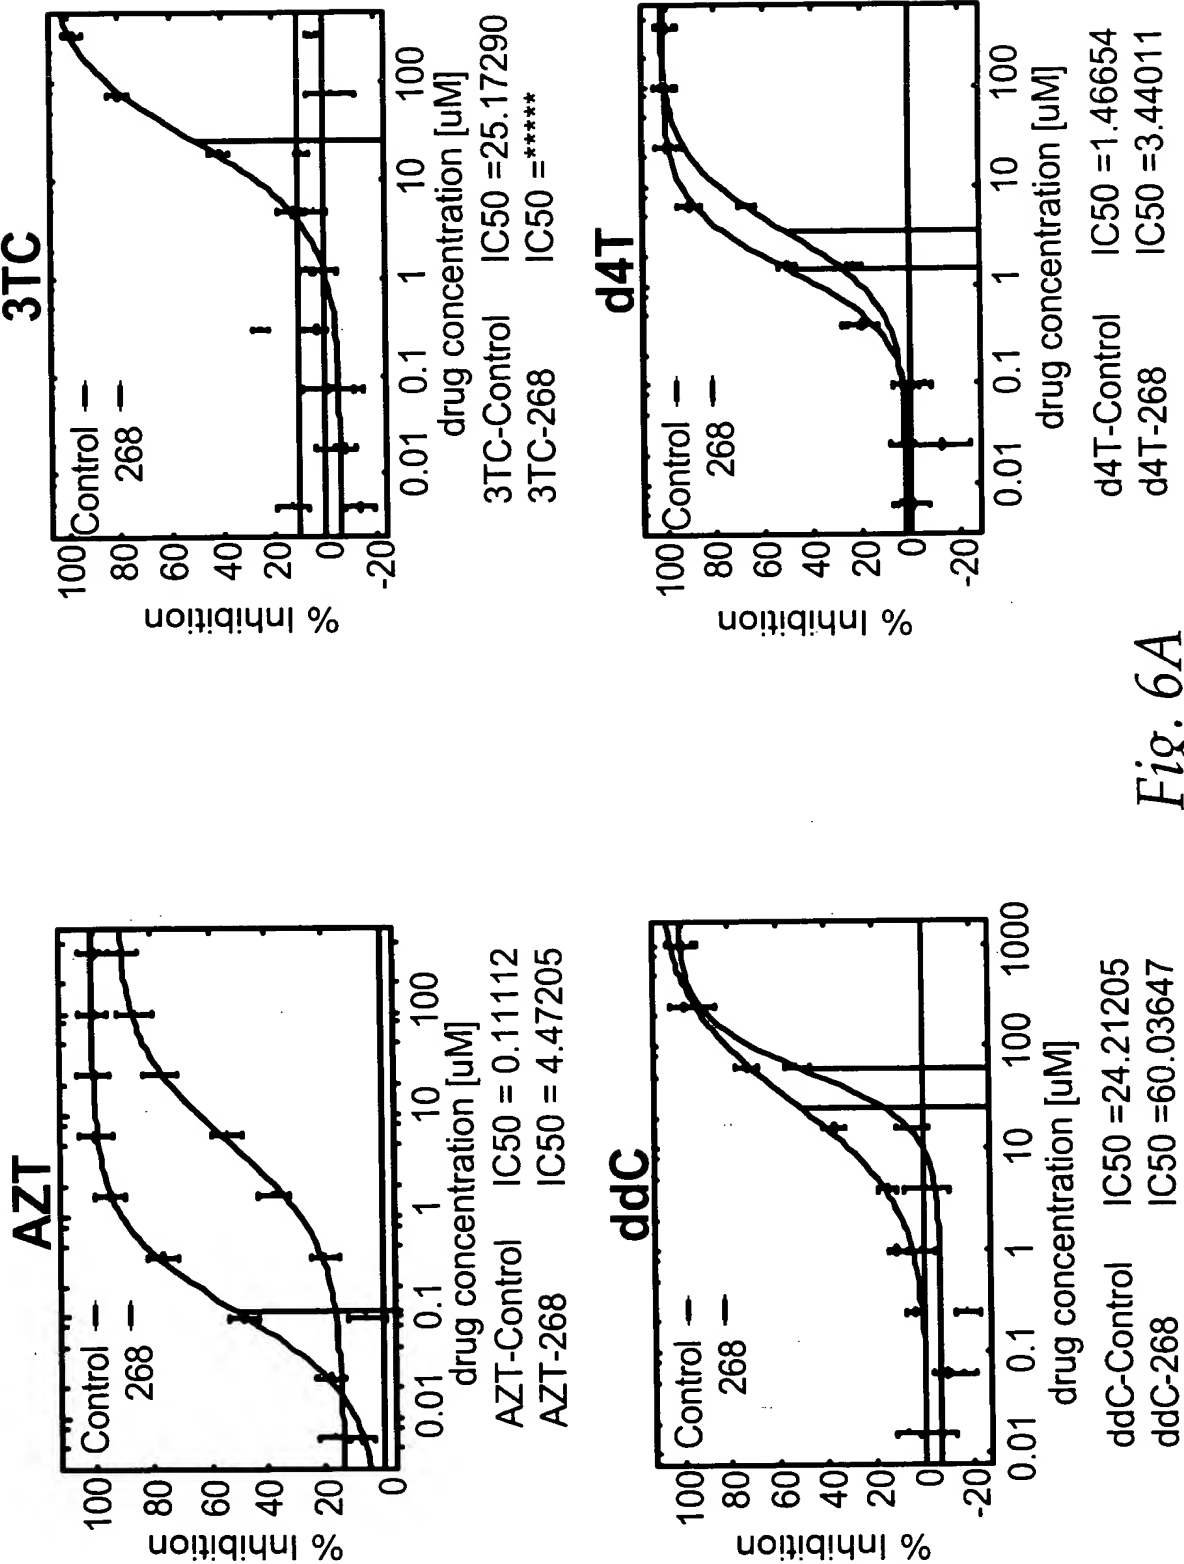 AZT
Control
268
% Inhibition
100
80
60
40
20
0
0.01
0.1
1
10
100
drug concentration [uM]
AZT-Control IC50 = 0.11112
AZT-268 IC50 = 4.47205
3TC
Control
268
% Inhibition
100
80
60
40
20
0
-20
0.01
0.1
1
10
100
drug concentration [uM]
3TC-Control IC50 =25.17290
3TC-268 IC50 =*****
ddC
Control
268
% Inhibition
100
80
60
40
20
0
-20
0.01
0.1
1
10
100
1000
drug concentration [uM]
ddC-Control IC50 =24.21205
ddC-268 IC50 =60.03647
d4T
Control
268
% Inhibition
100
80
60
40
20
0
-20
0.01
0.1
1
10
100
drug concentration [uM]
d4T-Control IC50 =1.46654
d4T-268 IC50 =3.44011
Fig. 6A